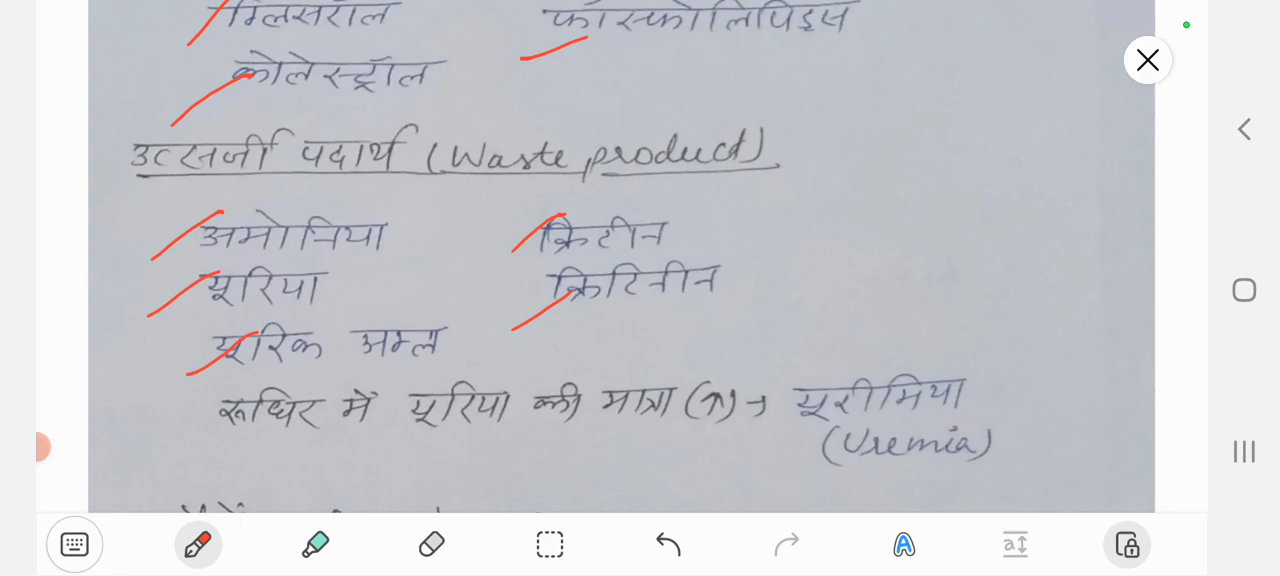 ग्लिसरॉल फॉस्फोलिपिड्स
कोलेस्ट्रॉल
उत्सर्जी पदार्थ (Waste product)
अमोनिया क्रिटीन
यूरिया क्रिटिनीन
यूरिक अम्ल
रूधिर में यूरिया की मात्रा (↑) → यूरीमिया
(Uremia)